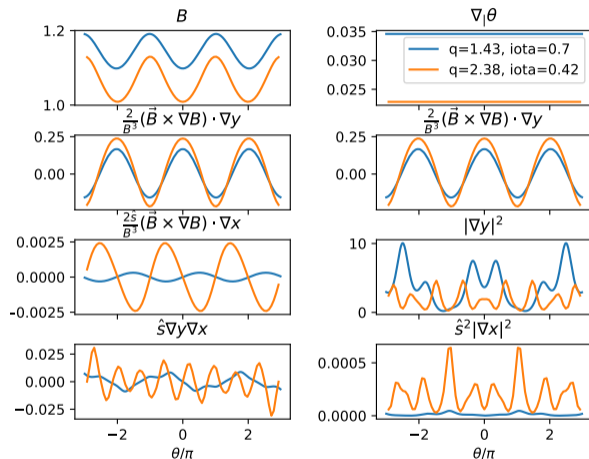 B
∇_|θ
1.2
1.0
0.035
0.030
0.025
q=1.43, iota=0.7
q=2.38, iota=0.42
2/B³ (B⃗ × ∇B) · ∇y
2/B³ (B⃗ × ∇B) · ∇y
0.25
0.00
0.25
0.00
2ŝ/B³ (B⃗ × ∇B) · ∇x
|∇y|²
0.0025
0.0000
−0.0025
10
0
ŝ∇y∇x
ŝ²|∇x|²
0.025
0.000
−0.025
0.0005
0.0000
−2 0 2
−2 0 2
θ/π
θ/π